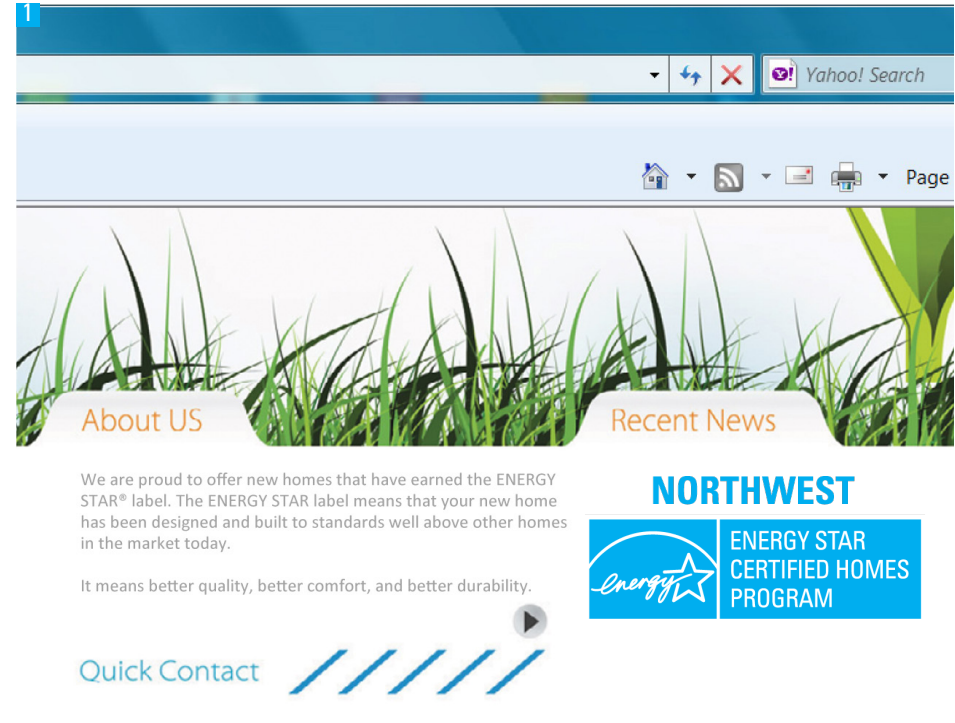 1
Y! Yahoo! Search
Page
About US
Recent News
We are proud to offer new homes that have earned the ENERGY
STAR® label. The ENERGY STAR label means that your new home
has been designed and built to standards well above other homes
in the market today.
It means better quality, better comfort, and better durability.
NORTHWEST
energy
ENERGY STAR
CERTIFIED HOMES
PROGRAM
Quick Contact